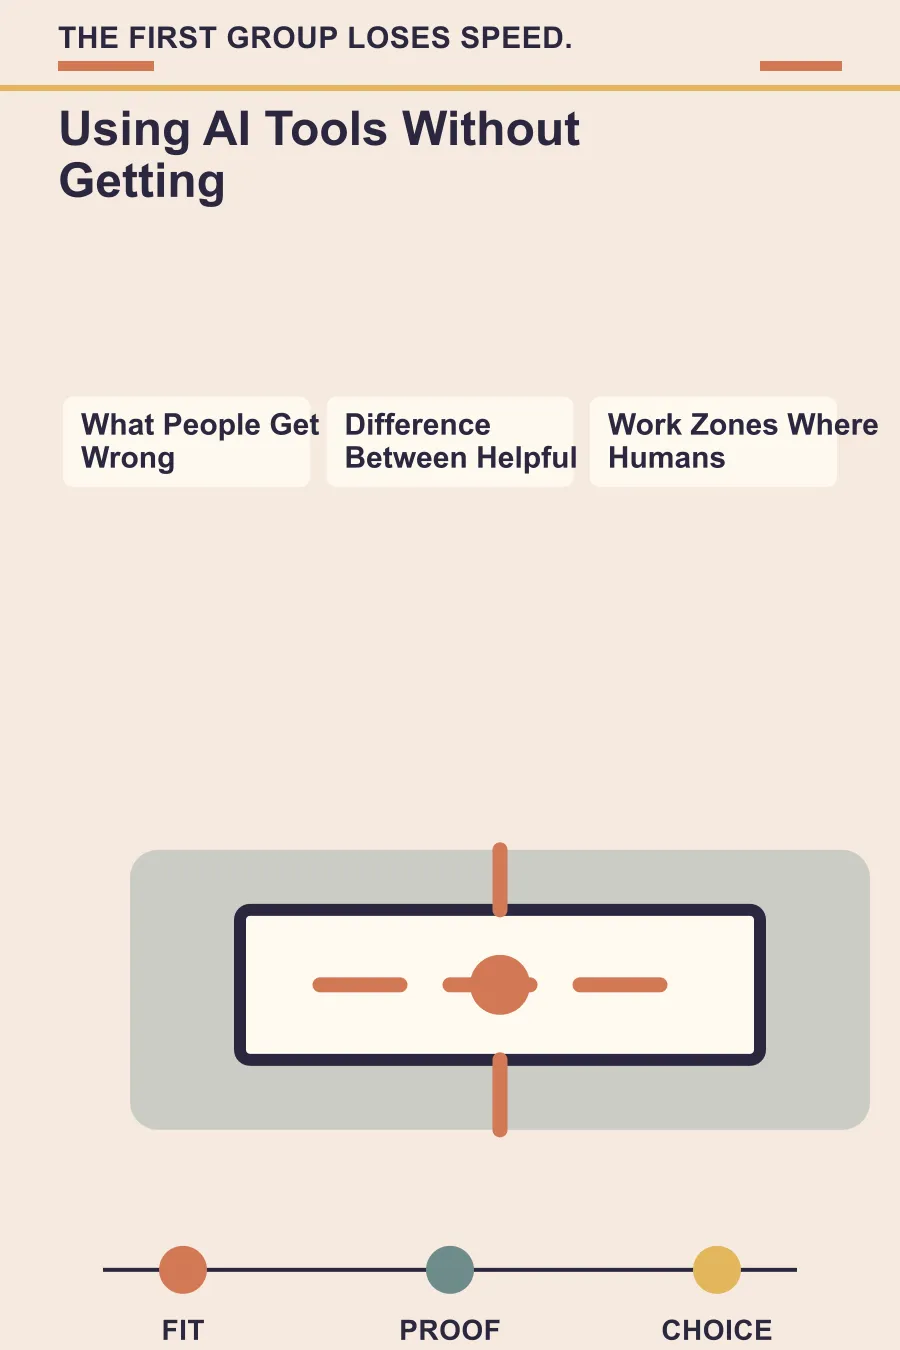 THE FIRST GROUP LOSES SPEED.
Using AI Tools Without
Getting
What People Get
Wrong
Difference
Between Helpful
Work Zones Where
Humans
FIT
PROOF
CHOICE